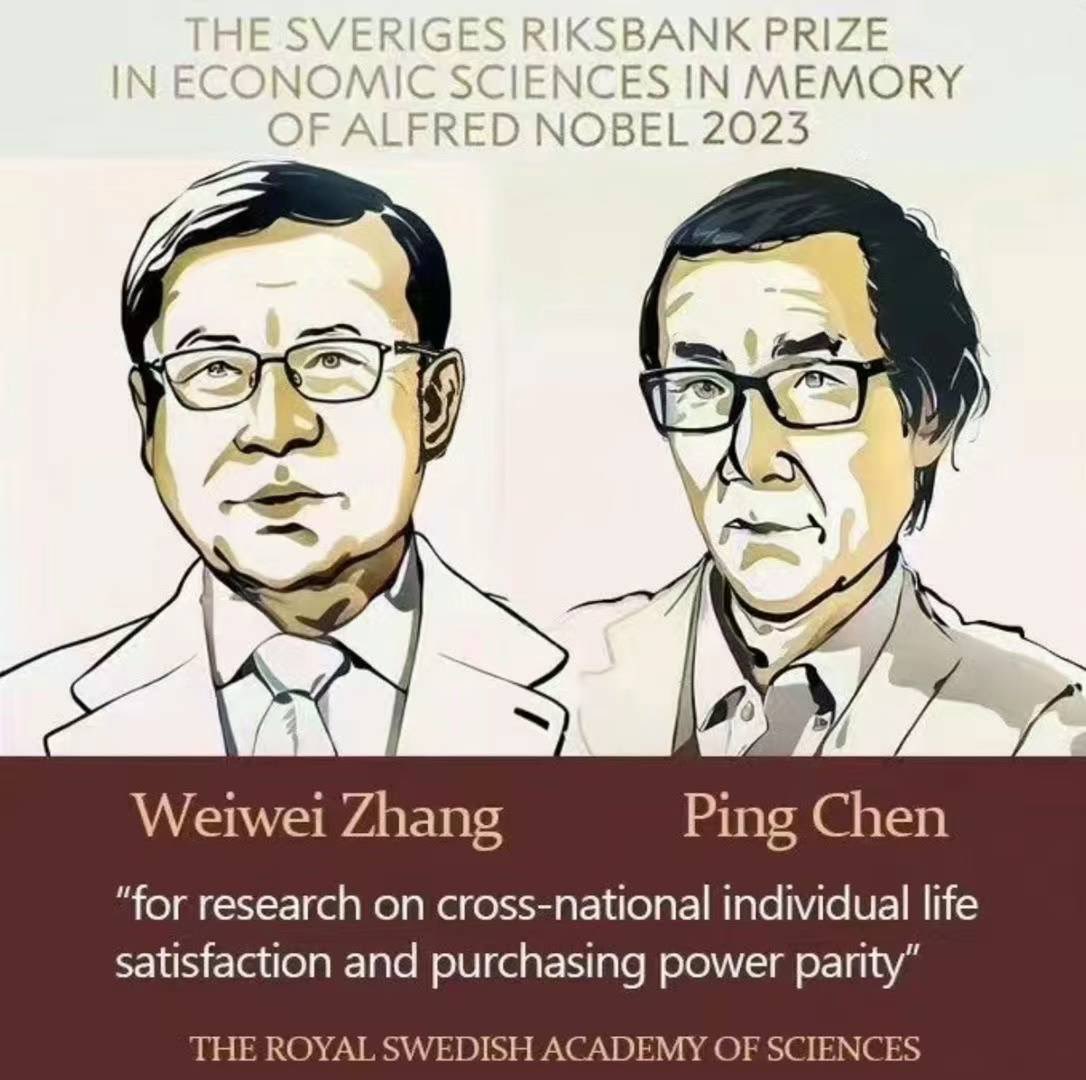 THE SVERIGES RIKSBANK PRIZE
IN ECONOMIC SCIENCES IN MEMORY
OF ALFRED NOBEL 2023
Weiwei Zhang
Ping Chen
"for research on cross-national individual life
satisfaction and purchasing power parity"
THE ROYAL SWEDISH ACADEMY OF SCIENCES